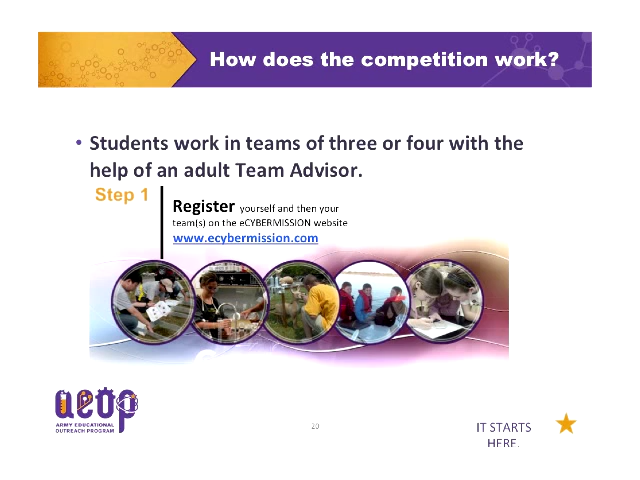 How does the competition work?
• Students work in teams of three or four with the
help of an adult Team Advisor.
Step 1
Register yourself and then your
team(s) on the eCYBERMISSION website
www.ecybermission.com
aeop
ARMY EDUCATIONAL
OUTREACH PROGRAM
20
IT STARTS
HERE.